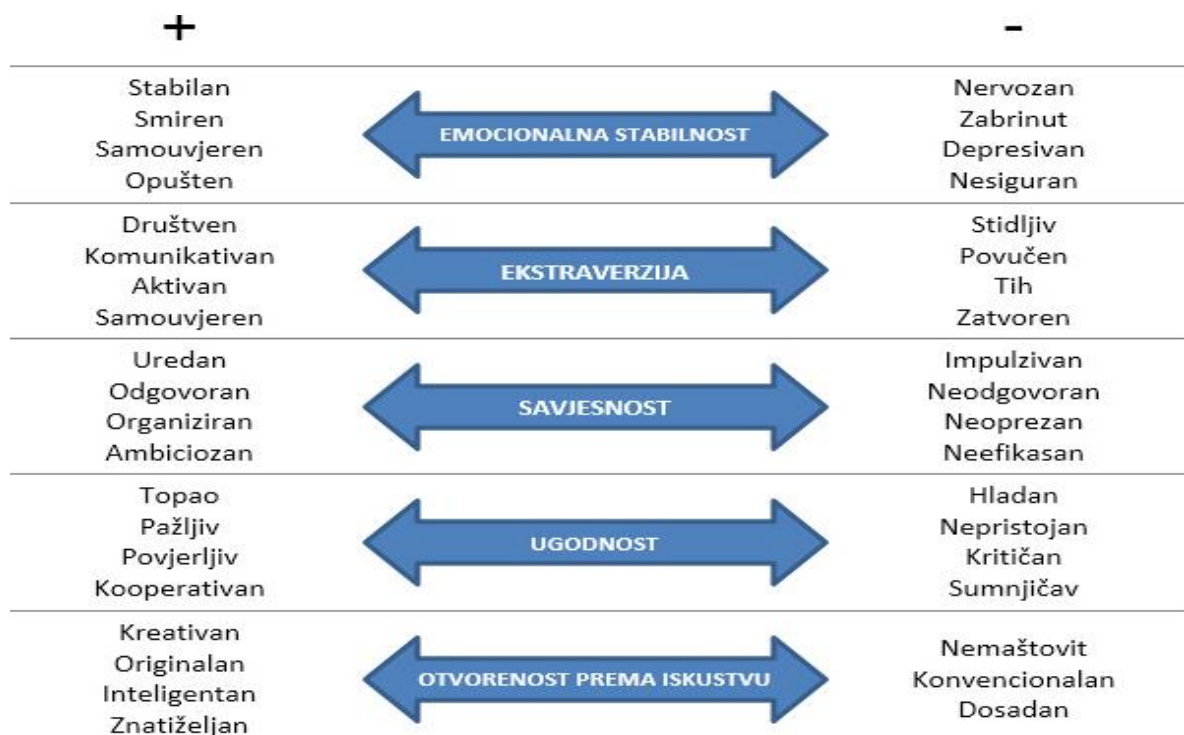 +
-
Stabilan
Smiren
Samouvjeren
Opušten
EMOCIONALNA STABILNOST
Nervozan
Zabrinut
Depresivan
Nesiguran
Društven
Komunikativan
Aktivan
Samouvjeren
EKSTRAVERZIJA
Stidljiv
Povučen
Tih
Zatvoren
Uredan
Odgovoran
Organiziran
Ambiciozan
SAVJESNOST
Impulzivan
Neodgovoran
Neoprezan
Neefikasan
Topao
Pažljiv
Povjerljiv
Kooperativan
UGODNOST
Hladan
Nepristojan
Kritičan
Sumnjičav
Kreativan
Originalan
Inteligentan
Znatiželjan
OTVORENOST PREMA ISKUSTVU
Nemaštovit
Konvencionalan
Dosadan